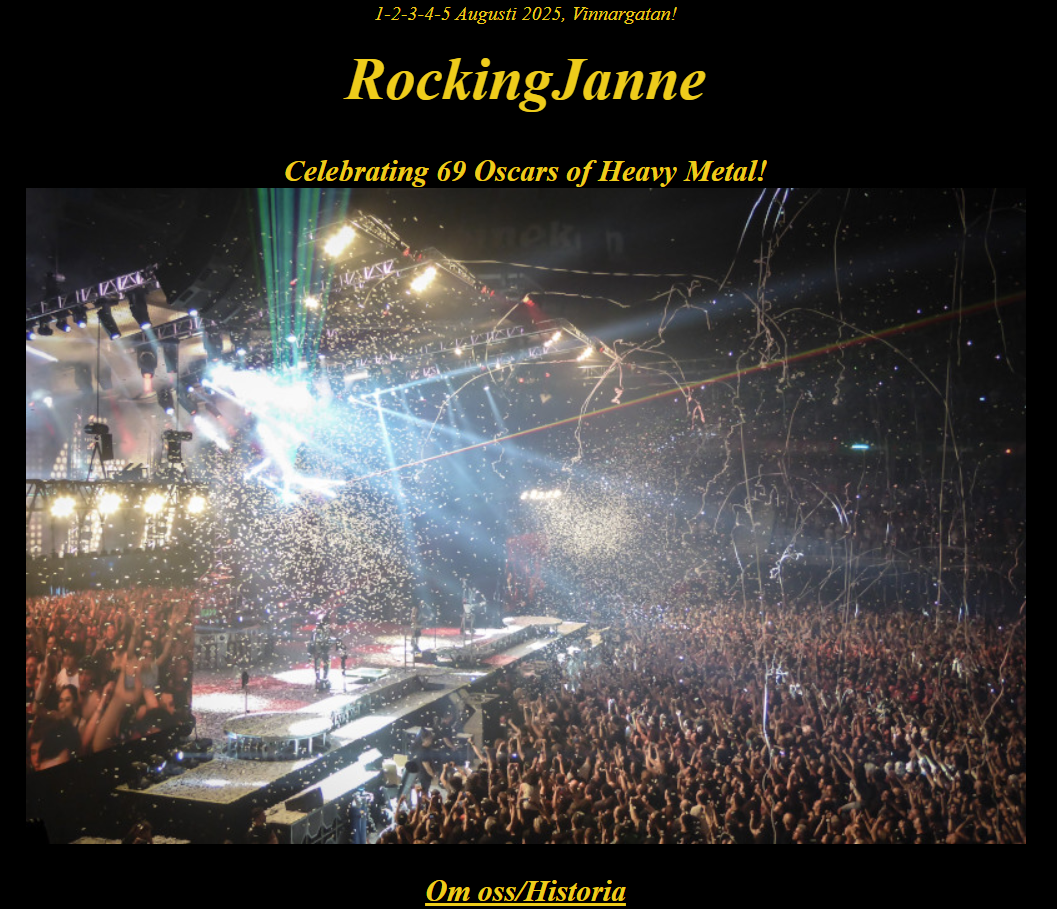 1-2-3-4-5 Augusti 2025, Vinnargatan!
RockingJanne
Celebrating 69 Oscars of Heavy Metal!
Om oss/Historia